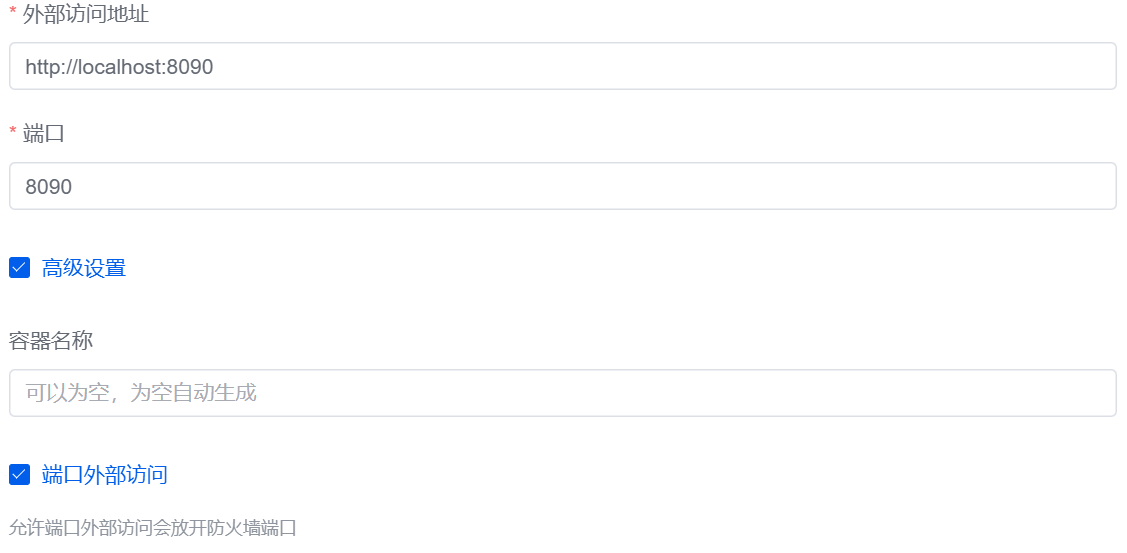 * 外部访问地址
http://localhost:8090
* 端口
8090
高级设置
容器名称
可以为空，为空自动生成
端口外部访问
允许端口外部访问会放开防火墙端口